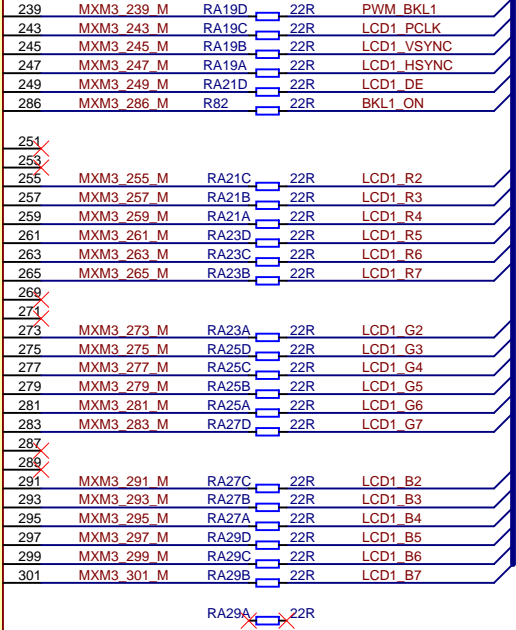 239 MXM3_239_M RA19D 22R PWM_BKL1
243 MXM3_243_M RA19C 22R LCD1_PCLK
245 MXM3_245_M RA19B 22R LCD1_VSYNC
247 MXM3_247_M RA19A 22R LCD1_HSYNC
249 MXM3_249_M RA21D 22R LCD1_DE
286 MXM3_286_M R82 22R BKL1_ON
251
253
255 MXM3_255_M RA21C 22R LCD1_R2
257 MXM3_257_M RA21B 22R LCD1_R3
259 MXM3_259_M RA21A 22R LCD1_R4
261 MXM3_261_M RA23D 22R LCD1_R5
263 MXM3_263_M RA23C 22R LCD1_R6
265 MXM3_265_M RA23B 22R LCD1_R7
269
271
273 MXM3_273_M RA23A 22R LCD1_G2
275 MXM3_275_M RA25D 22R LCD1_G3
277 MXM3_277_M RA25C 22R LCD1_G4
279 MXM3_279_M RA25B 22R LCD1_G5
281 MXM3_281_M RA25A 22R LCD1_G6
283 MXM3_283_M RA27D 22R LCD1_G7
287
289
291 MXM3_291_M RA27C 22R LCD1_B2
293 MXM3_293_M RA27B 22R LCD1_B3
295 MXM3_295_M RA27A 22R LCD1_B4
297 MXM3_297_M RA29D 22R LCD1_B5
299 MXM3_299_M RA29C 22R LCD1_B6
301 MXM3_301_M RA29B 22R LCD1_B7
RA29A 22R